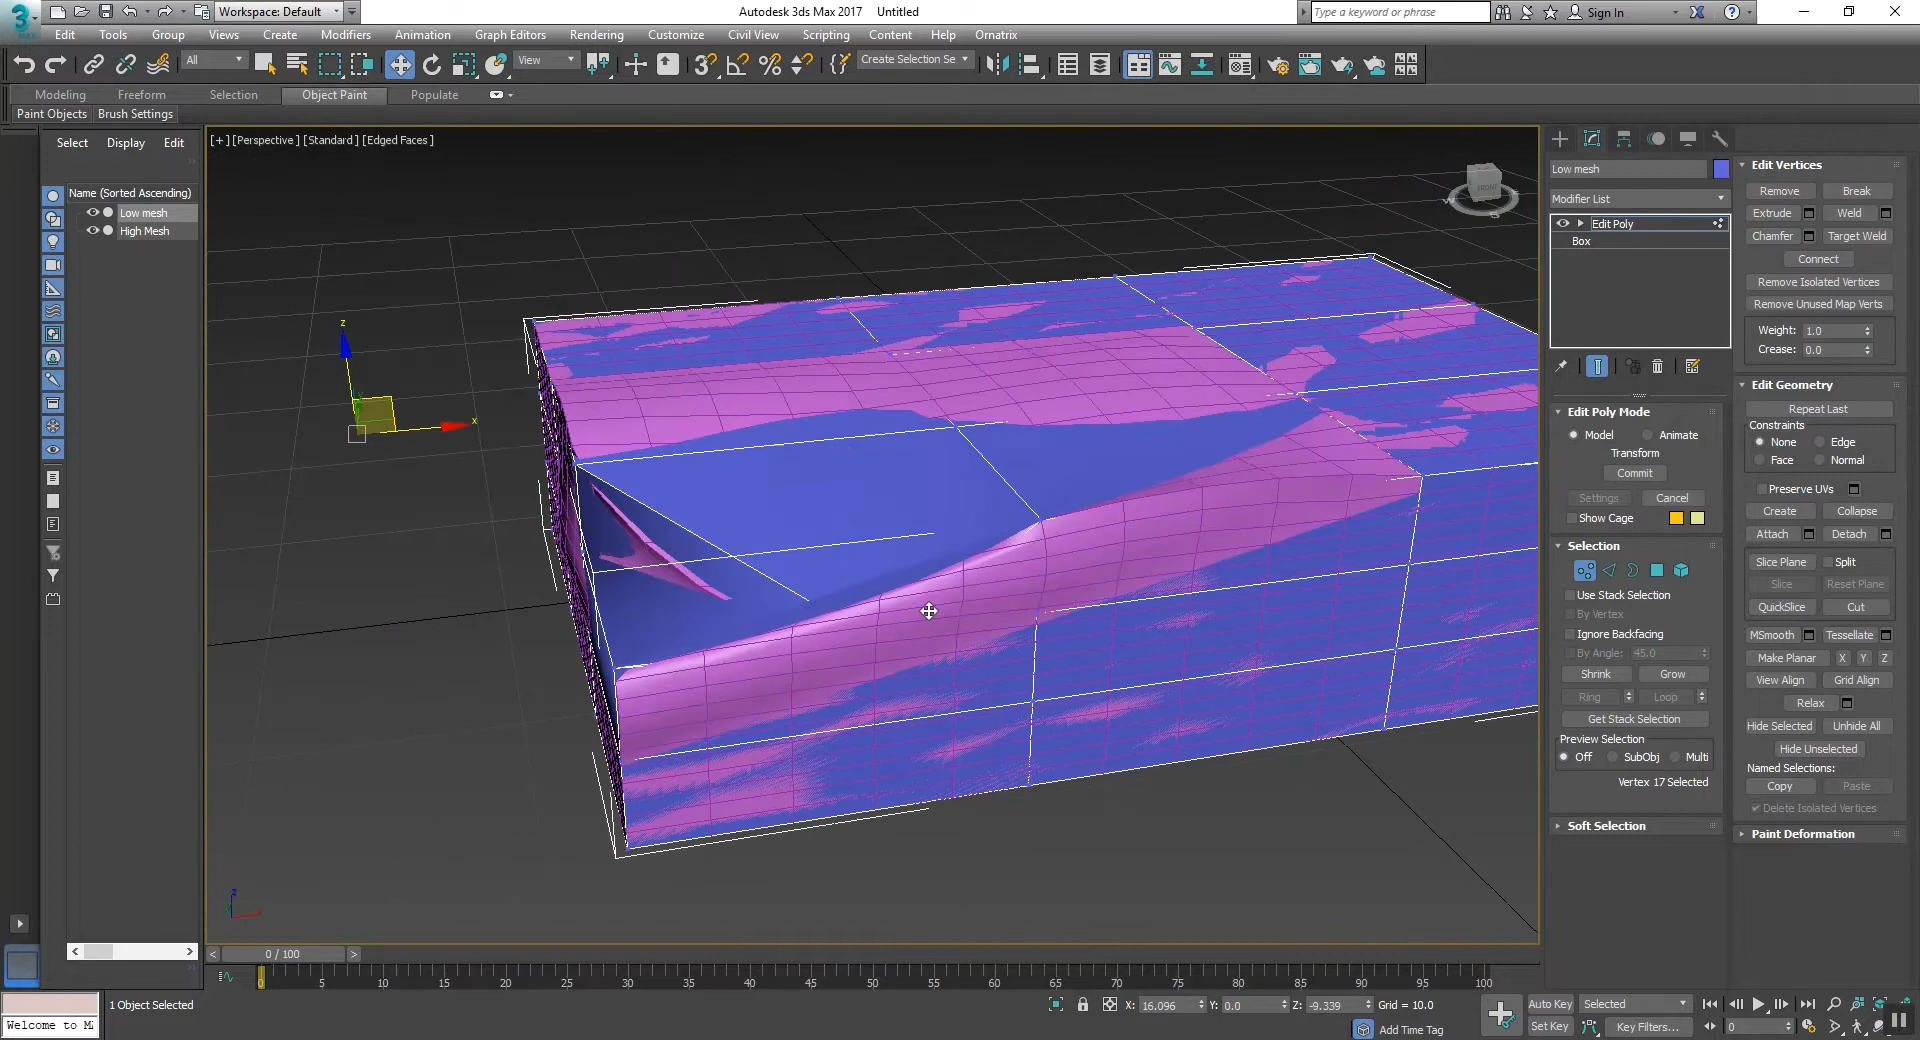 Workspace: Default
Autodesk 3ds Max 2017 Untitled
Type a keyword or phrase
Sign In
MAX
Edit Tools Group Views Create Modifiers Animation Graph Editors Rendering Customize Civil View Scripting Content Help Ornatrix
All
View
Create Selection Se
Modeling Freeform Selection Object Paint Populate
Paint Objects Brush Settings
Select Display Edit
Name (Sorted Ascending)
Low mesh
High Mesh
[+] [Perspective] [Standard] [Edged Faces]
FRONT
z
x
Low mesh
Modifier List
Edit Poly
Box
Edit Poly Mode
Model Animate
Transform
Commit
Settings Cancel
Show Cage
Selection
Use Stack Selection
By Vertex
Ignore Backfacing
By Angle: 45.0
Shrink Grow
Ring Loop
Get Stack Selection
Preview Selection
Off SubObj Multi
Vertex 17 Selected
Soft Selection
Edit Vertices
Remove Break
Extrude Weld
Chamfer Target Weld
Connect
Remove Isolated Vertices
Remove Unused Map Verts
Weight: 1.0
Crease: 0.0
Edit Geometry
Repeat Last
Constraints
None Edge
Face Normal
Preserve UVs
Create Collapse
Attach Detach
Slice Plane Split
Slice Reset Plane
QuickSlice Cut
MSmooth Tessellate
Make Planar X Y Z
View Align Grid Align
Relax
Hide Selected Unhide All
Hide Unselected
Named Selections:
Copy Paste
Delete Isolated Vertices
Paint Deformation
0 / 100
0 5 10 15 20 25 30 35 40 45 50 55 60 65 70 75 80 85 90 95 100
1 Object Selected
X: 16.096 Y: 0.0 Z: -9.339 Grid = 10.0
Auto Key Selected
Welcome to M
Add Time Tag
Set Key Key Filters... 0